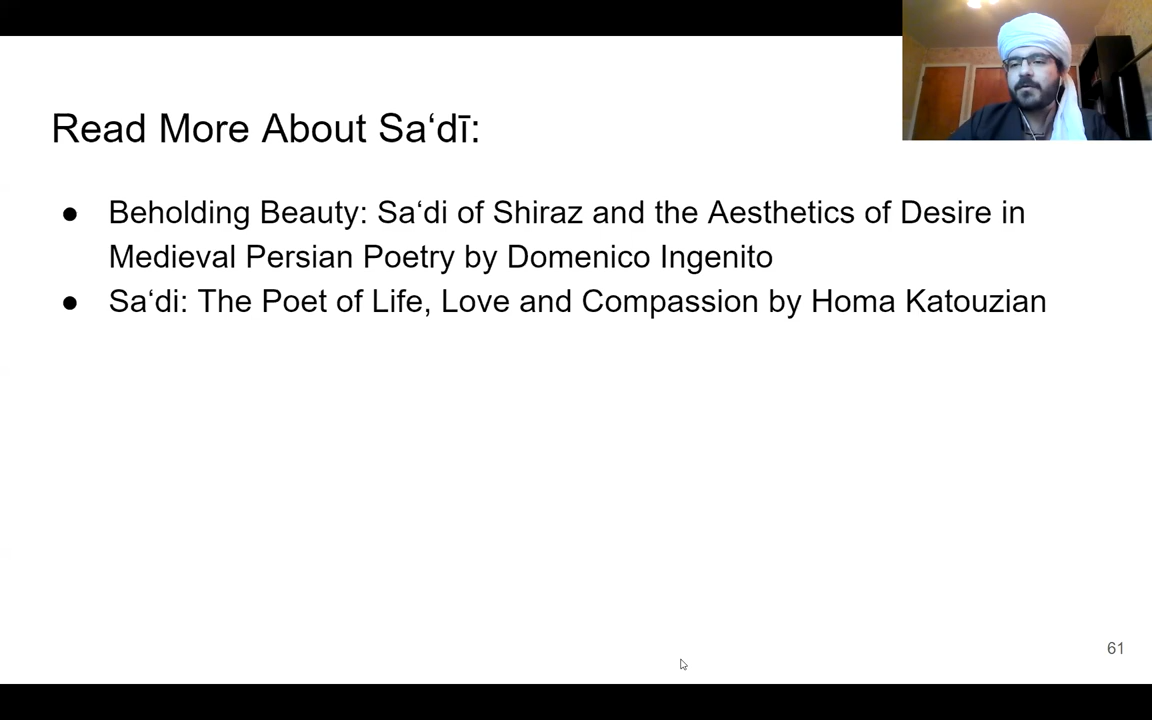 Read More About Sa‘dī:
● Beholding Beauty: Sa‘di of Shiraz and the Aesthetics of Desire in
Medieval Persian Poetry by Domenico Ingenito
● Sa‘di: The Poet of Life, Love and Compassion by Homa Katouzian
61